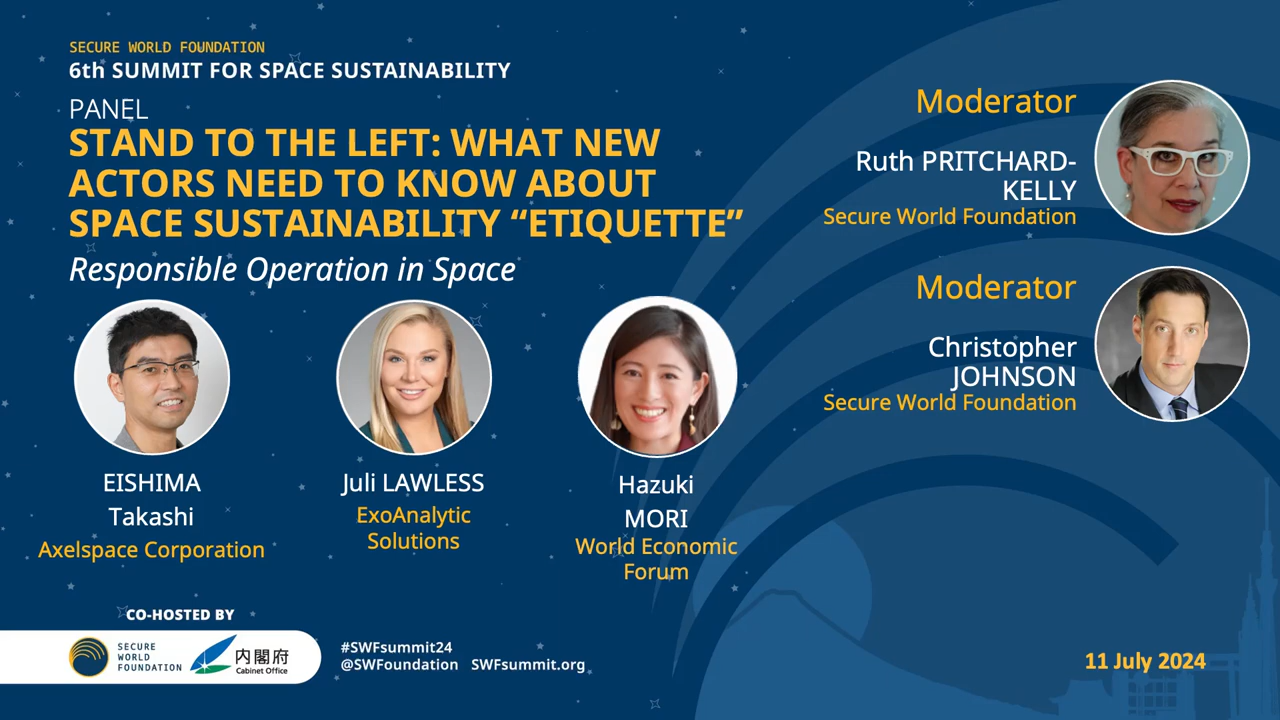 SECURE WORLD FOUNDATION
6th SUMMIT FOR SPACE SUSTAINABILITY
PANEL
STAND TO THE LEFT: WHAT NEW
ACTORS NEED TO KNOW ABOUT
SPACE SUSTAINABILITY “ETIQUETTE”
Responsible Operation in Space
Moderator
Ruth PRITCHARD-
KELLY
Secure World Foundation
Moderator
Christopher
JOHNSON
Secure World Foundation
EISHIMA
Takashi
Axelspace Corporation
Juli LAWLESS
ExoAnalytic
Solutions
Hazuki
MORI
World Economic
Forum
CO-HOSTED BY
SECURE
WORLD
FOUNDATION
内閣府
Cabinet Office
#SWFsummit24
@SWFoundation SWFsummit.org
11 July 2024